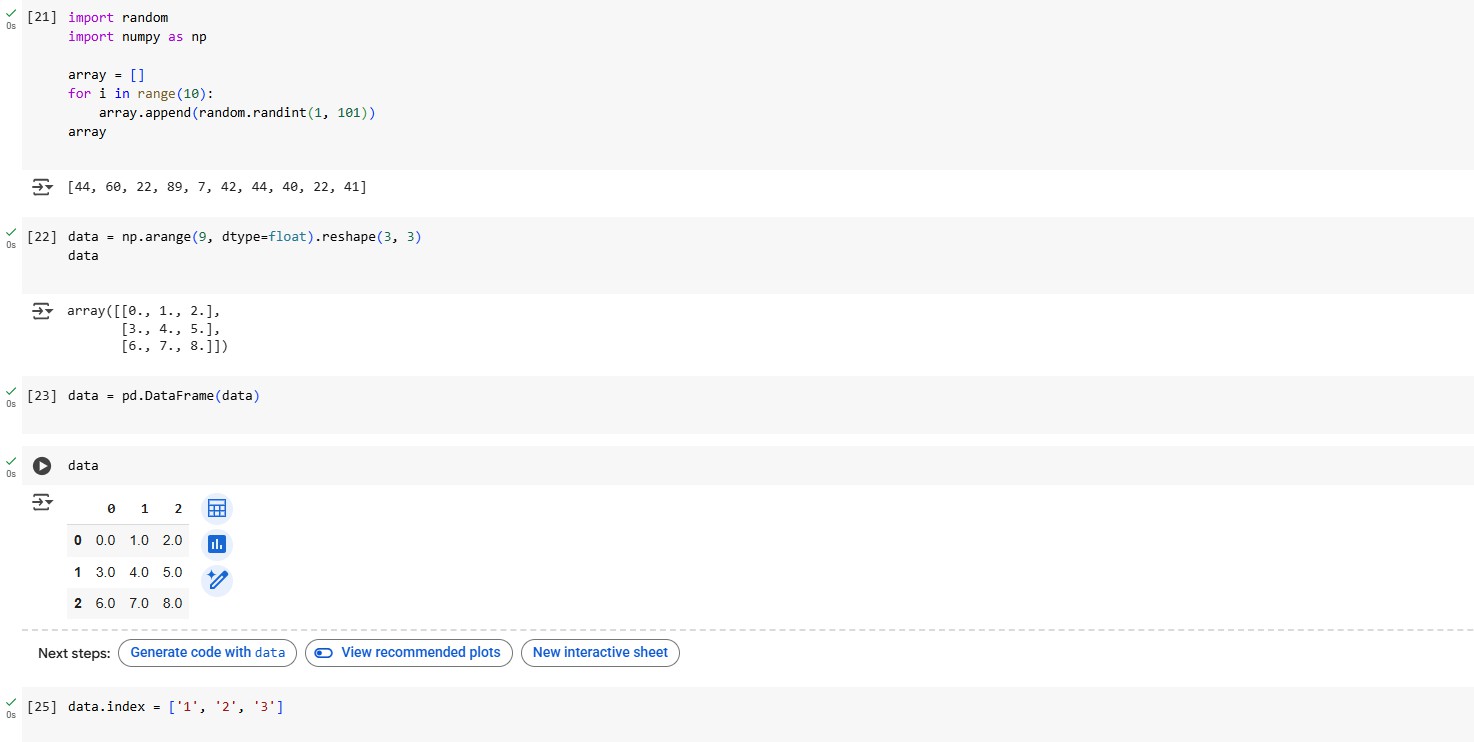 [21] import random
0s
import numpy as np
array = []
for i in range(10):
    array.append(random.randint(1, 101))
array
[44, 60, 22, 89, 7, 42, 44, 40, 22, 41]
[22] data = np.arange(9, dtype=float).reshape(3, 3)
0s
data
array([[0., 1., 2.],
       [3., 4., 5.],
       [6., 7., 8.]])
[23] data = pd.DataFrame(data)
0s
data
0s
0 1 2
0 0.0 1.0 2.0
1 3.0 4.0 5.0
2 6.0 7.0 8.0
Next steps: Generate code with data View recommended plots New interactive sheet
[25] data.index = ['1', '2', '3']
0s